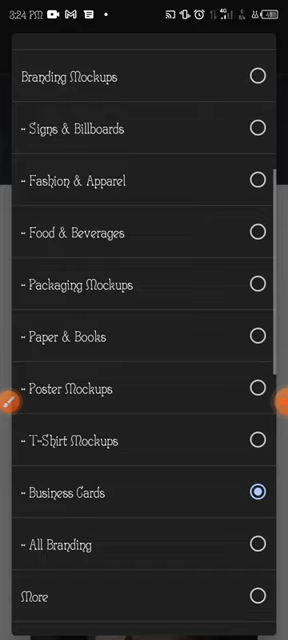 3:24 PM
Branding Mockups
- Signs & Billboards
- Fashion & Apparel
- Food & Beverages
- Packaging Mockups
- Paper & Books
- Poster Mockups
- T-Shirt Mockups
- Business Cards
- All Branding
More